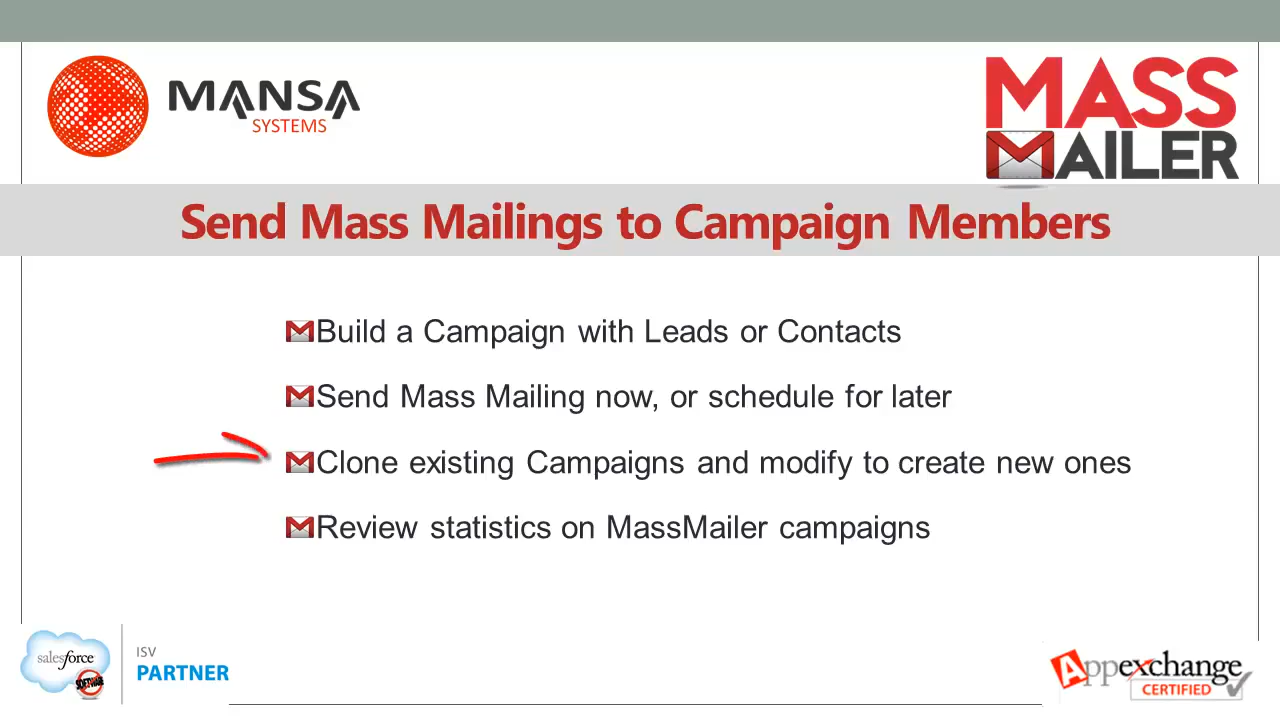 MANSA
SYSTEMS
MASS
MAILER
Send Mass Mailings to Campaign Members
Build a Campaign with Leads or Contacts
Send Mass Mailing now, or schedule for later
Clone existing Campaigns and modify to create new ones
Review statistics on MassMailer campaigns
salesforce
SOFTWARE
ISV
PARTNER
Appexchange
CERTIFIED